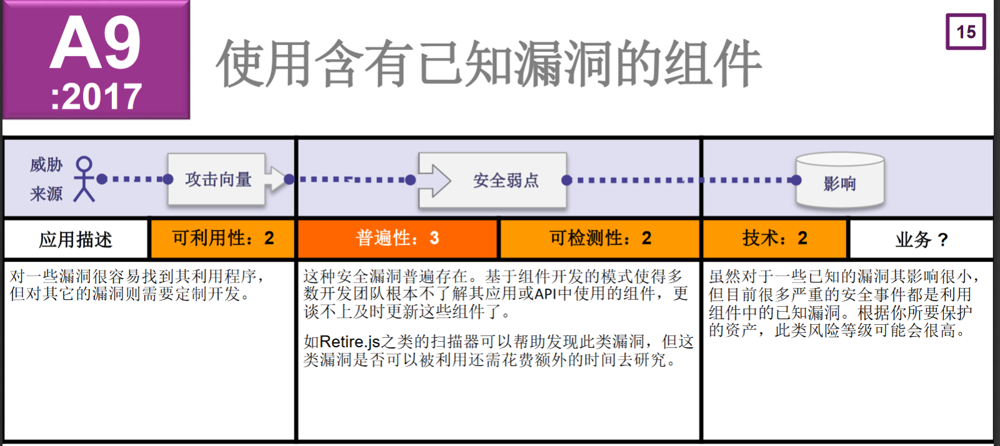 A9
:2017
使用含有已知漏洞的组件
15
威胁
来源
攻击向量
安全弱点
影响
应用描述
可利用性：2
普遍性：3
可检测性：2
技术：2
业务 ?
对一些漏洞很容易找到其利用程序，
但对其它的漏洞则需要定制开发。
这种安全漏洞普遍存在。基于组件开发的模式使得多
数开发团队根本不了解其应用或API中使用的组件，更
谈不上及时更新这些组件了。
如Retire.js之类的扫描器可以帮助发现此类漏洞，但这
类漏洞是否可以被利用还需花费额外的时间去研究。
虽然对于一些已知的漏洞其影响很小，
但目前很多严重的安全事件都是利用
组件中的已知漏洞。根据你所要保护
的资产，此类风险等级可能会很高。